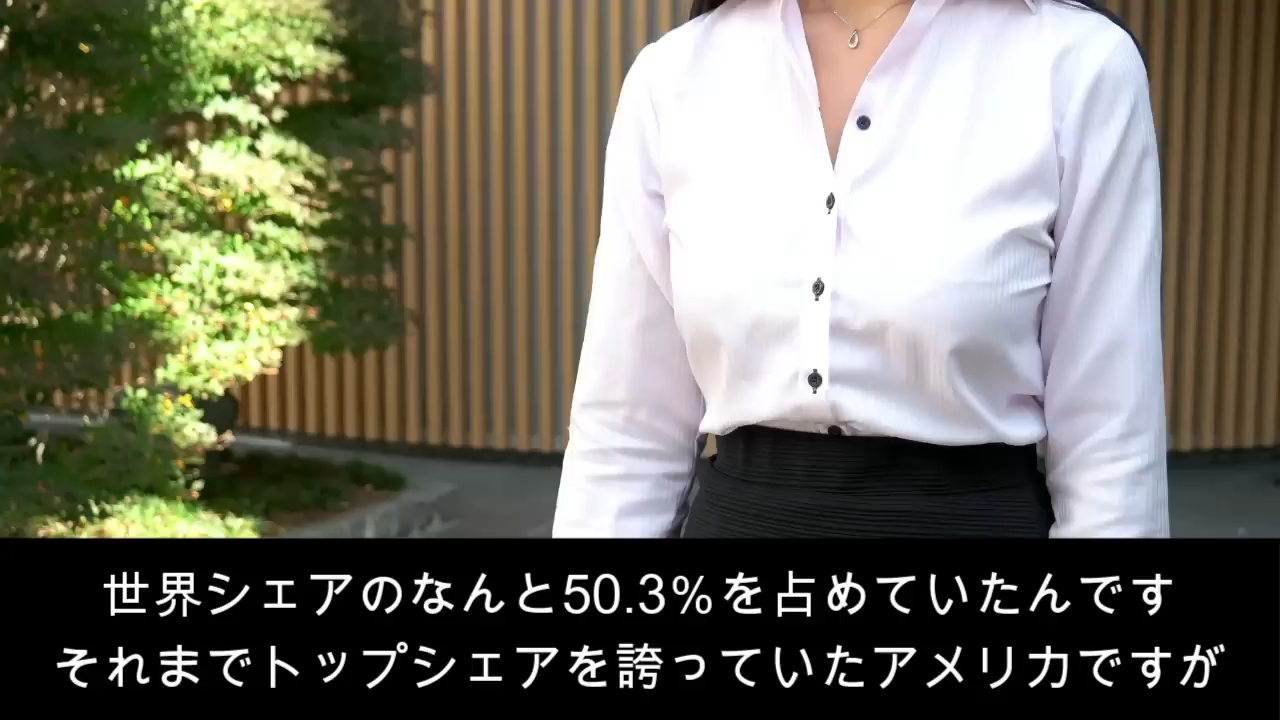 世界シェアのなんと50.3%を占めていたんです
それまでトップシェアを誇っていたアメリカですが